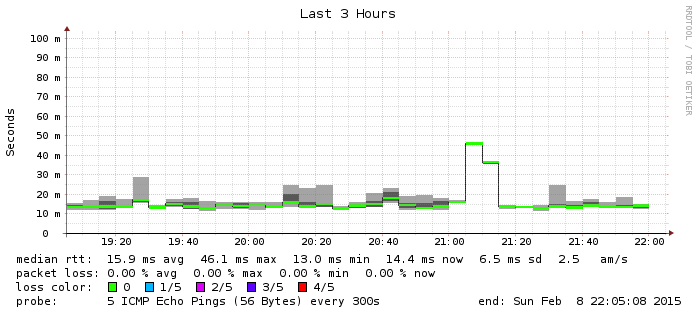 Last 3 Hours
RRDTOOL / TOBI OETIKER
Seconds
100 m
90 m
80 m
70 m
60 m
50 m
40 m
30 m
20 m
10 m
0
19:20 19:40 20:00 20:20 20:40 21:00 21:20 21:40 22:00
median rtt: 15.9 ms avg 46.1 ms max 13.0 ms min 14.4 ms now 6.5 ms sd 2.5 am/s
packet loss: 0.00 % avg 0.00 % max 0.00 % min 0.00 % now
loss color: 0 1/5 2/5 3/5 4/5
probe: 5 ICMP Echo Pings (56 Bytes) every 300s end: Sun Feb 8 22:05:08 2015